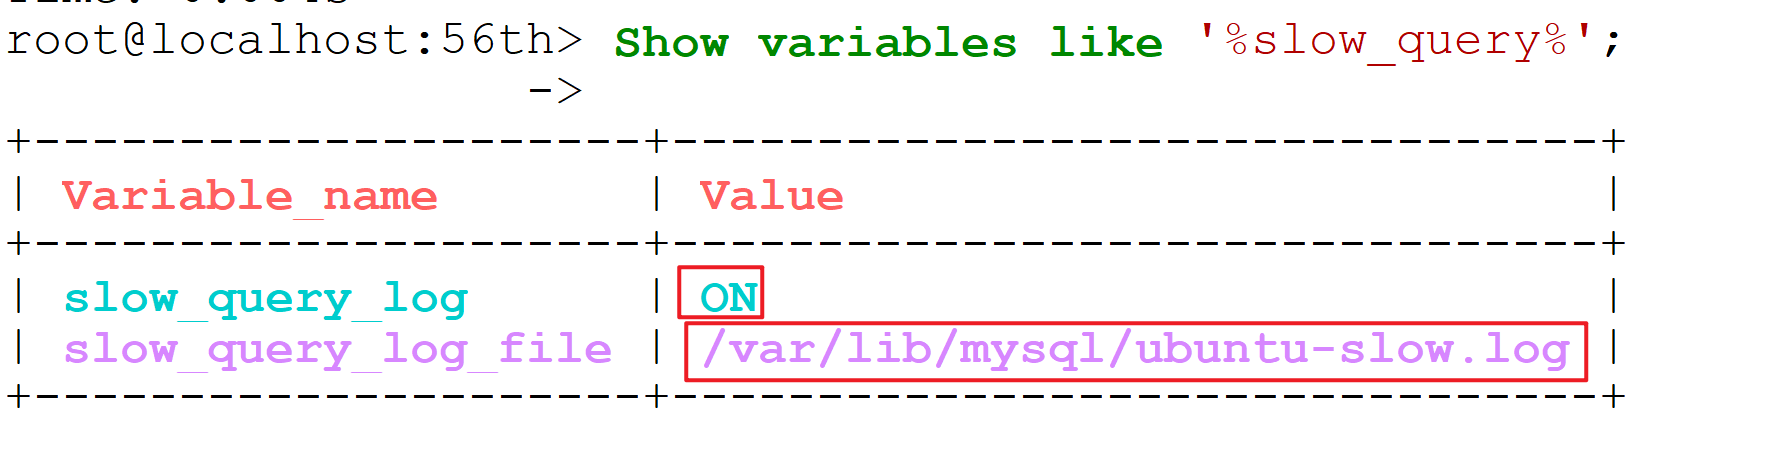 root@localhost:56th> Show variables like '%slow_query%';
->
+---------------------+--------------------------------+
| Variable_name | Value |
+---------------------+--------------------------------+
| slow_query_log | ON |
| slow_query_log_file | /var/lib/mysql/ubuntu-slow.log |
+---------------------+--------------------------------+